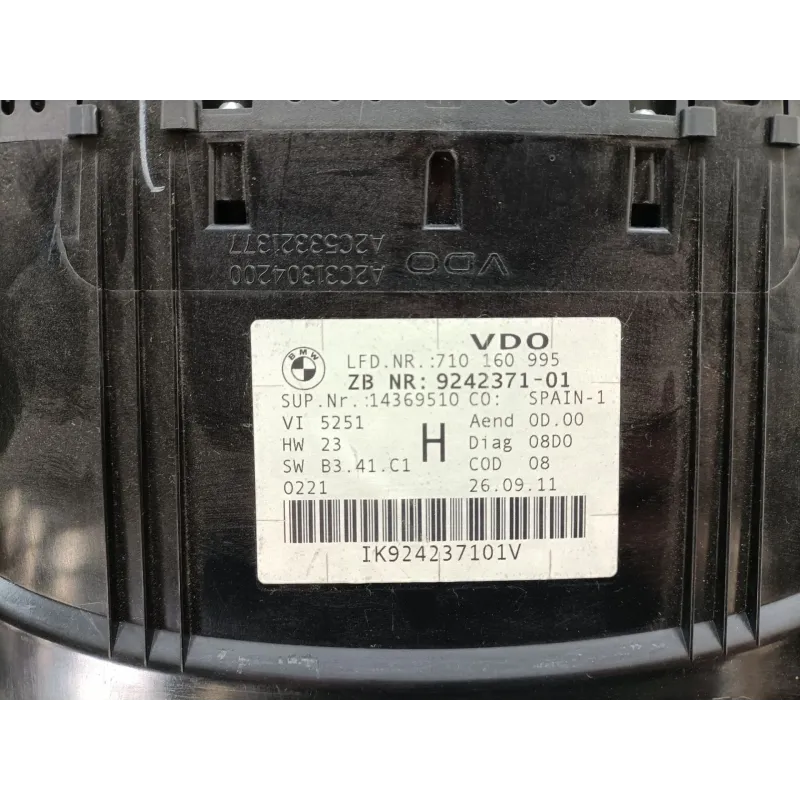 A2C53321377
A2C31304200
VDO
BMW
VDO
LFD.NR.:710 160 995
ZB NR: 9242371-01
SUP.Nr.:14369510 CO: SPAIN-1
VI 5251
Aend 0D.00
HW 23
H
Diag 08D0
SW B3.41.C1
COD 08
0221
26.09.11
IK924237101V